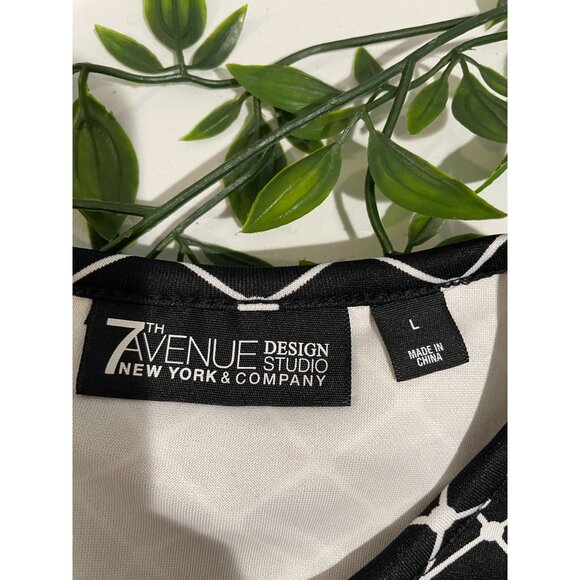 7TH
AVENUE DESIGN
STUDIO
NEW YORK & COMPANY
L
MADE IN
CHINA